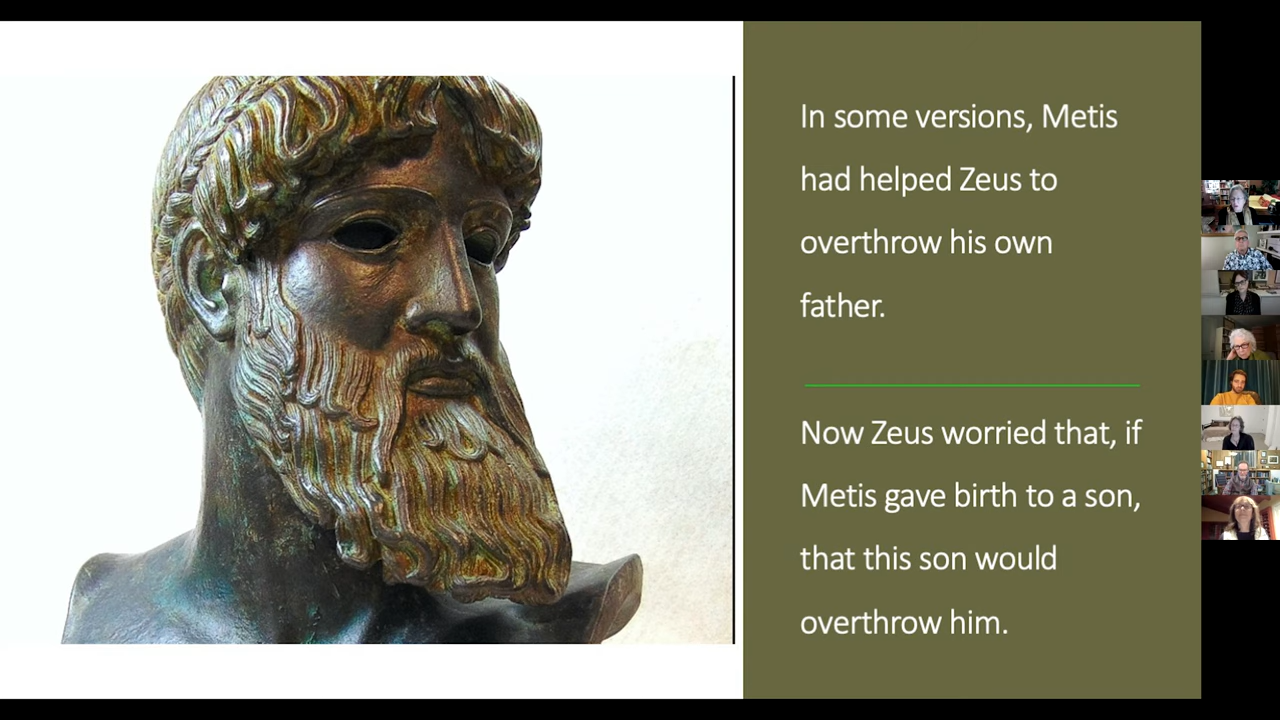 In some versions, Metis
had helped Zeus to
overthrow his own
father.
Now Zeus worried that, if
Metis gave birth to a son,
that this son would
overthrow him.